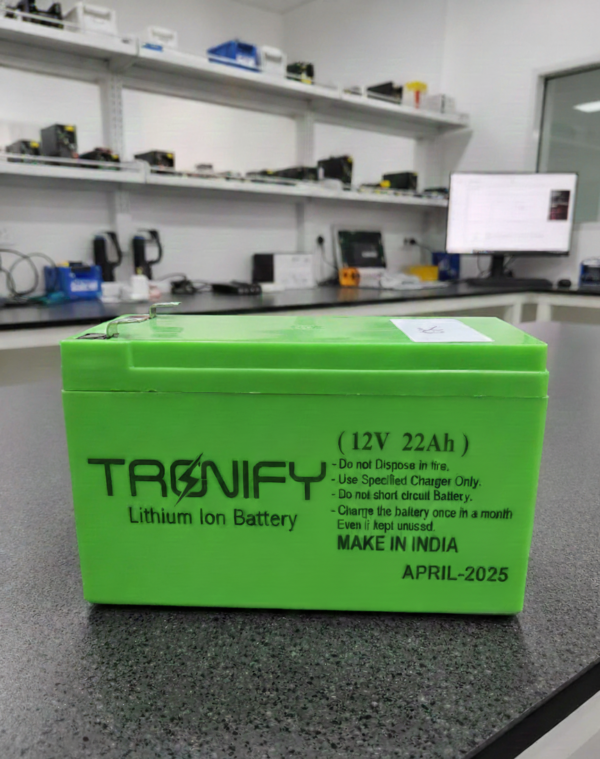 TRONIFY
Lithium Ion Battery
( 12V 22Ah )
- Do not Dispose in fire.
- Use Specified Charger Only.
- Do not short circuit Battery.
- Charge the battery once in a month
Even if kept unused.
MAKE IN INDIA
APRIL-2025